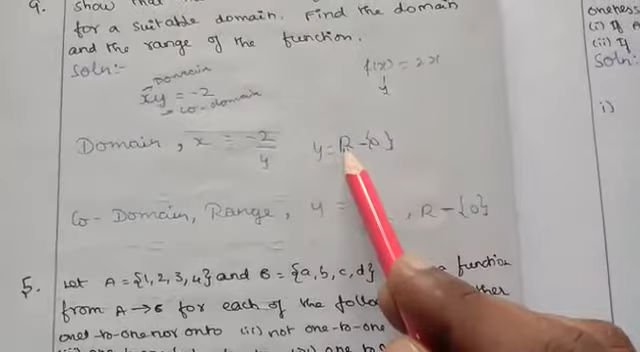 9. Show that the
for a suitable domain. Find the domain
and the range of the function.
Soln:-
Domain
f(x) = 2x
y
xy = -2
→ co-domain
Domain, x = -2/y y = R - {0}
Co-Domain, Range, y = , R - {0}
5. Let A = {1, 2, 3, 4} and B = {a, b, c, d} a function
from A → B for each of the
one-to-one nor onto (ii) not one-to-one
oneness
(i) If A
(ii) If
Soln:
i)